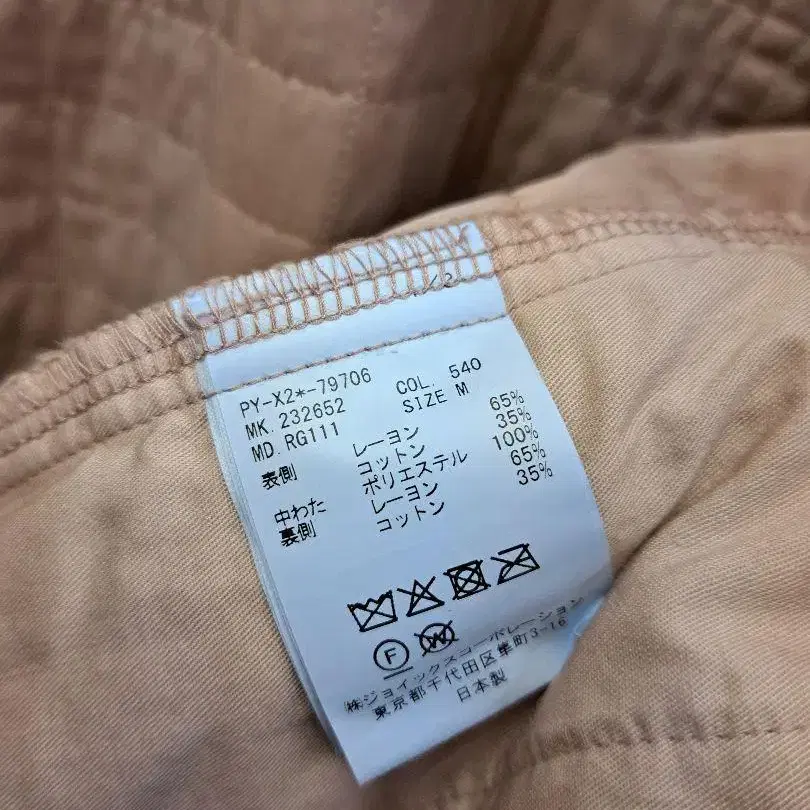 PY-X2*-79706 COL. 540
MK. 232652 SIZE M
MD. RG111
表側 レーヨン 65%
コットン 35%
中わた ポリエステル 100%
裏側 レーヨン 65%
コットン 35%
F W
㈱ジョイックスコーポレーション
東京都千代田区隼町3-16
日本製